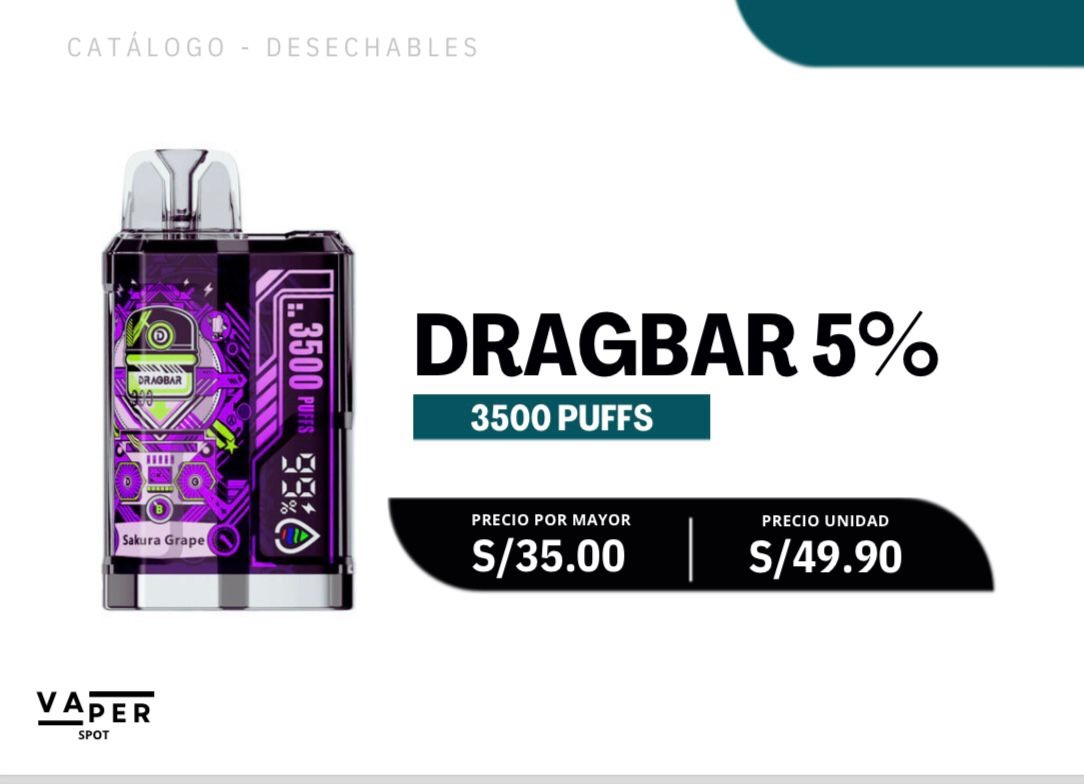 CATÁLOGO - DESECHABLES
D
DRAGBAR
3500 PUFFS
99%
B
Sakura Grape
DRAGBAR 5%
3500 PUFFS
PRECIO POR MAYOR
S/35.00
PRECIO UNIDAD
S/49.90
VAPER
SPOT